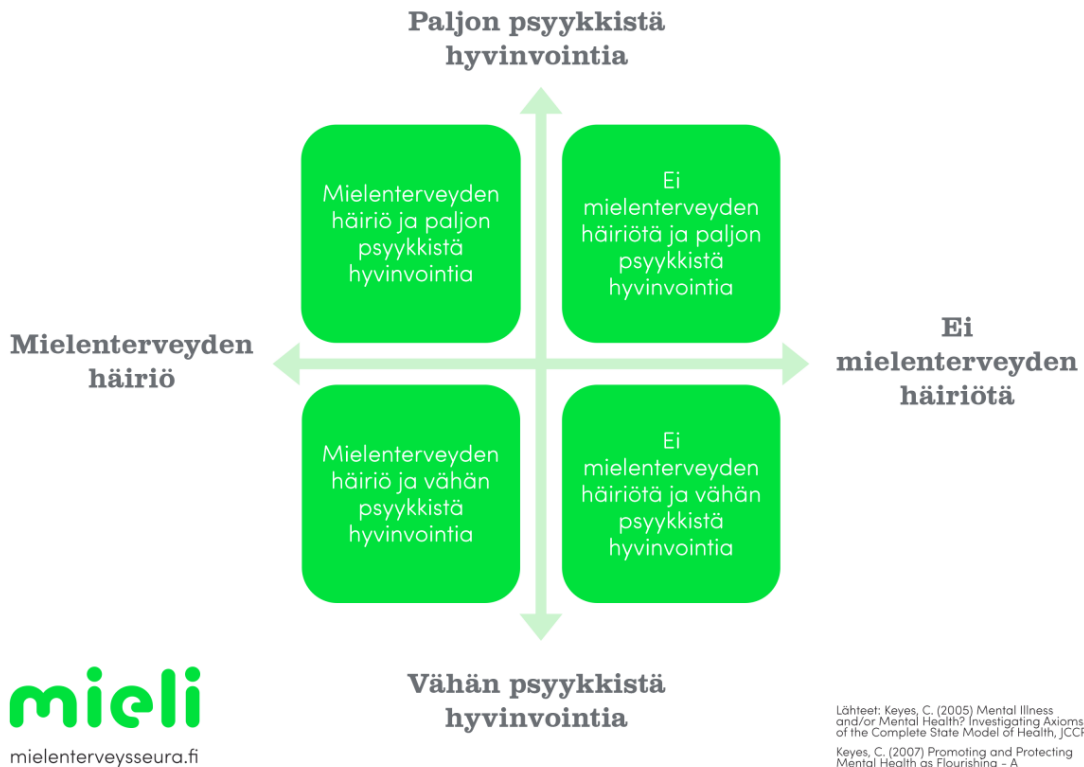 Paljon psyykkistä
hyvinvointia
Mielenterveyden
häiriö ja paljon
psyykkistä
hyvinvointia
Ei
mielenterveyden
häiriötä ja paljon
psyykkistä
hyvinvointia
Mielenterveyden
häiriö
Ei
mielenterveyden
häiriötä
Mielenterveyden
häiriö ja vähän
psyykkistä
hyvinvointia
Ei
mielenterveyden
häiriötä ja vähän
psyykkistä
hyvinvointia
Vähän psyykkistä
hyvinvointia
mieli
mielenterveysseura.fi
Lähteet: Keyes, C. (2005) Mental Illness
and/or Mental Health? Investigating Axioms
of the Complete State Model of Health, JCCP
Keyes, C. (2007) Promoting and Protecting
Mental Health as Flourishing - A